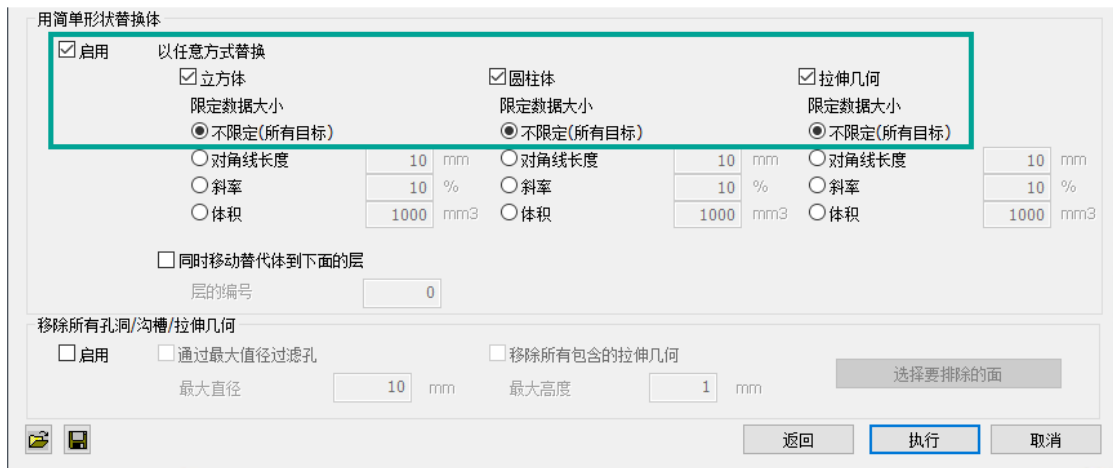 用简单形状替换体
启用 以任意方式替换
立方体 圆柱体 拉伸几何
限定数据大小 限定数据大小 限定数据大小
不限定(所有目标) 不限定(所有目标) 不限定(所有目标)
对角线长度 10 mm 对角线长度 10 mm 对角线长度 10 mm
斜率 10 % 斜率 10 % 斜率 10 %
体积 1000 mm3 体积 1000 mm3 体积 1000 mm3
同时移动替代体到下面的层
层的编号 0
移除所有孔洞/沟槽/拉伸几何
启用 通过最大值径过滤孔 移除所有包含的拉伸几何
最大直径 10 mm 最大高度 1 mm 选择要排除的面
返回 执行 取消